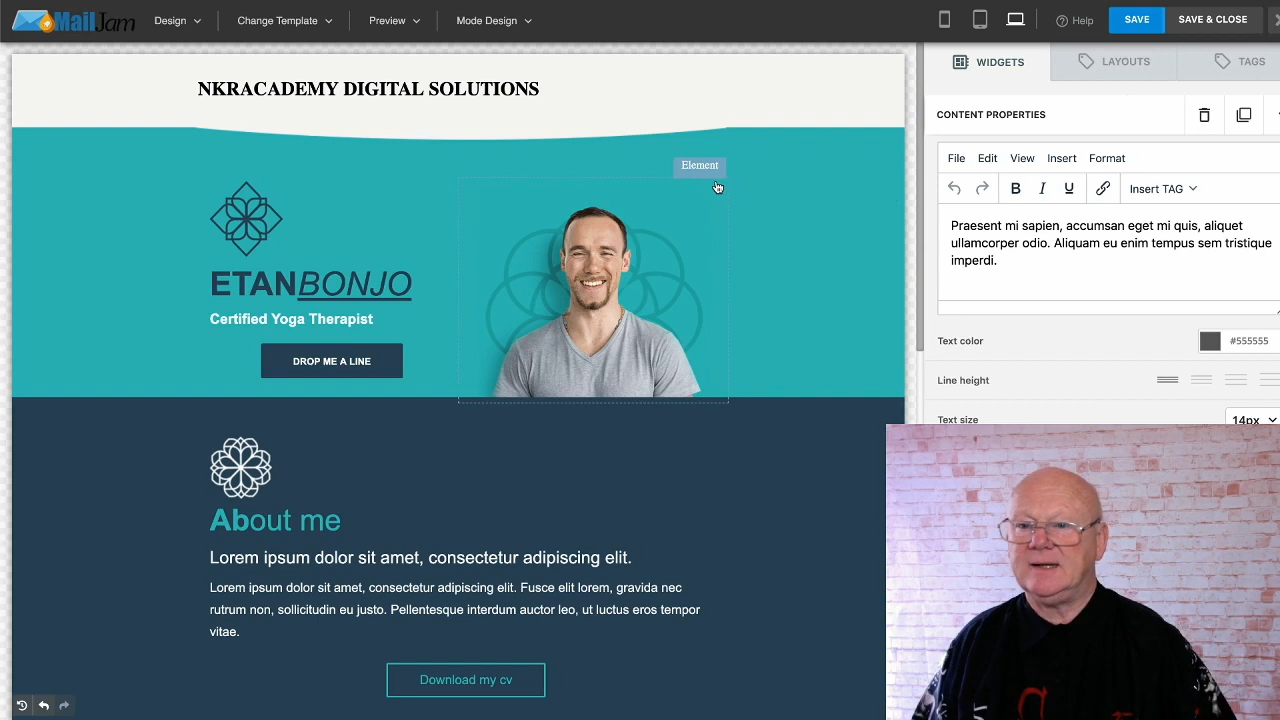 MailJam
Design
Change Template
Preview
Mode Design
Help
SAVE
SAVE & CLOSE
NKRACADEMY DIGITAL SOLUTIONS
Element
ETANBONJO
Certified Yoga Therapist
DROP ME A LINE
About me
Lorem ipsum dolor sit amet, consectetur adipiscing elit.
Lorem ipsum dolor sit amet, consectetur adipiscing elit. Fusce elit lorem, gravida nec
rutrum non, sollicitudin eu justo. Pellentesque interdum auctor leo, ut luctus eros tempor
vitae.
Download my cv
WIDGETS
LAYOUTS
TAGS
CONTENT PROPERTIES
File Edit View Insert Format
B I U Insert TAG
Praesent mi sapien, accumsan eget mi quis, aliquet
ullamcorper odio. Aliquam eu enim tempus sem tristique
imperdi.
Text color
#555555
Line height
Text size
14px